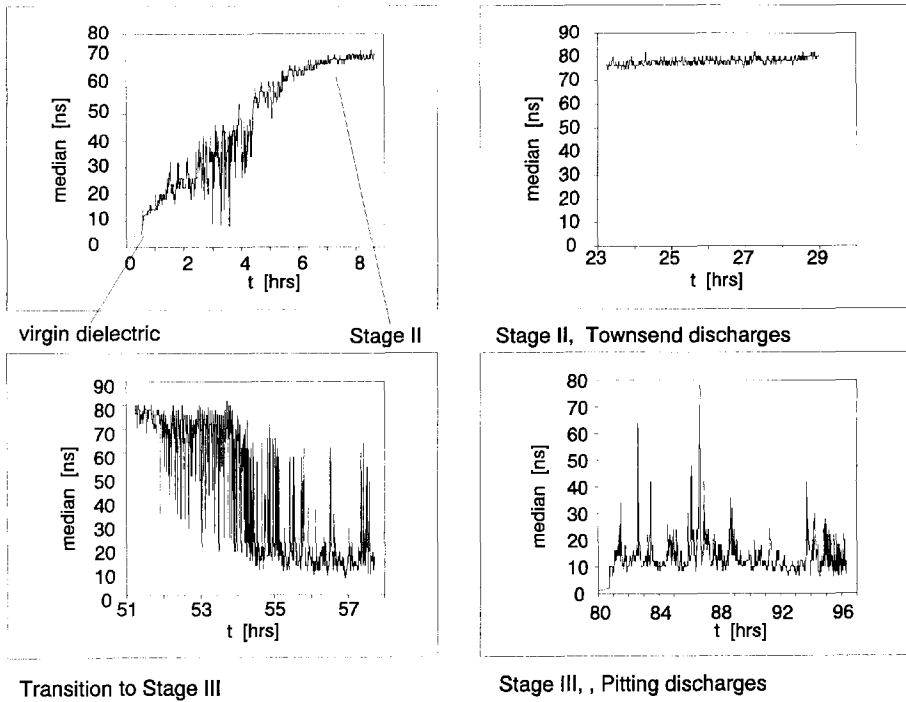 median [ns]
80
70
60
50
40
30
20
10
0
0 2 4 6 8
t [hrs]
virgin dielectric
Stage II
median [ns]
90
80
70
60
50
40
30
20
10
0
23 25 27 29
t [hrs]
Stage II, Townsend discharges
median [ns]
90
80
70
60
50
40
30
20
10
0
51 53 55 57
t [hrs]
Transition to Stage III
median [ns]
80
70
60
50
40
30
20
10
0
80 84 88 92 96
t [hrs]
Stage III, , Pitting discharges